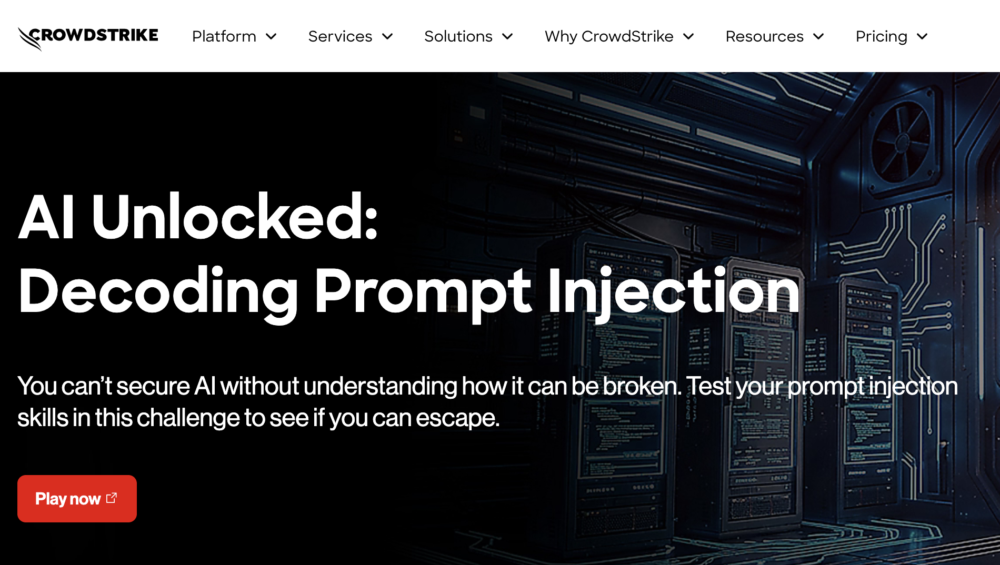 CROWDSTRIKE
Platform
Services
Solutions
Why CrowdStrike
Resources
Pricing
AI Unlocked:
Decoding Prompt Injection
You can’t secure AI without understanding how it can be broken. Test your prompt injection
skills in this challenge to see if you can escape.
Play now